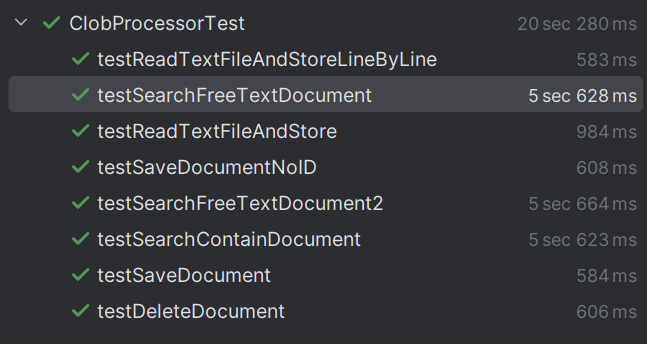 ClobProcessorTest 20 sec 280 ms
testReadTextFileAndStoreLineByLine 583 ms
testSearchFreeTextDocument 5 sec 628 ms
testReadTextFileAndStore 984 ms
testSaveDocumentNoID 608 ms
testSearchFreeTextDocument2 5 sec 664 ms
testSearchContainDocument 5 sec 623 ms
testSaveDocument 584 ms
testDeleteDocument 606 ms